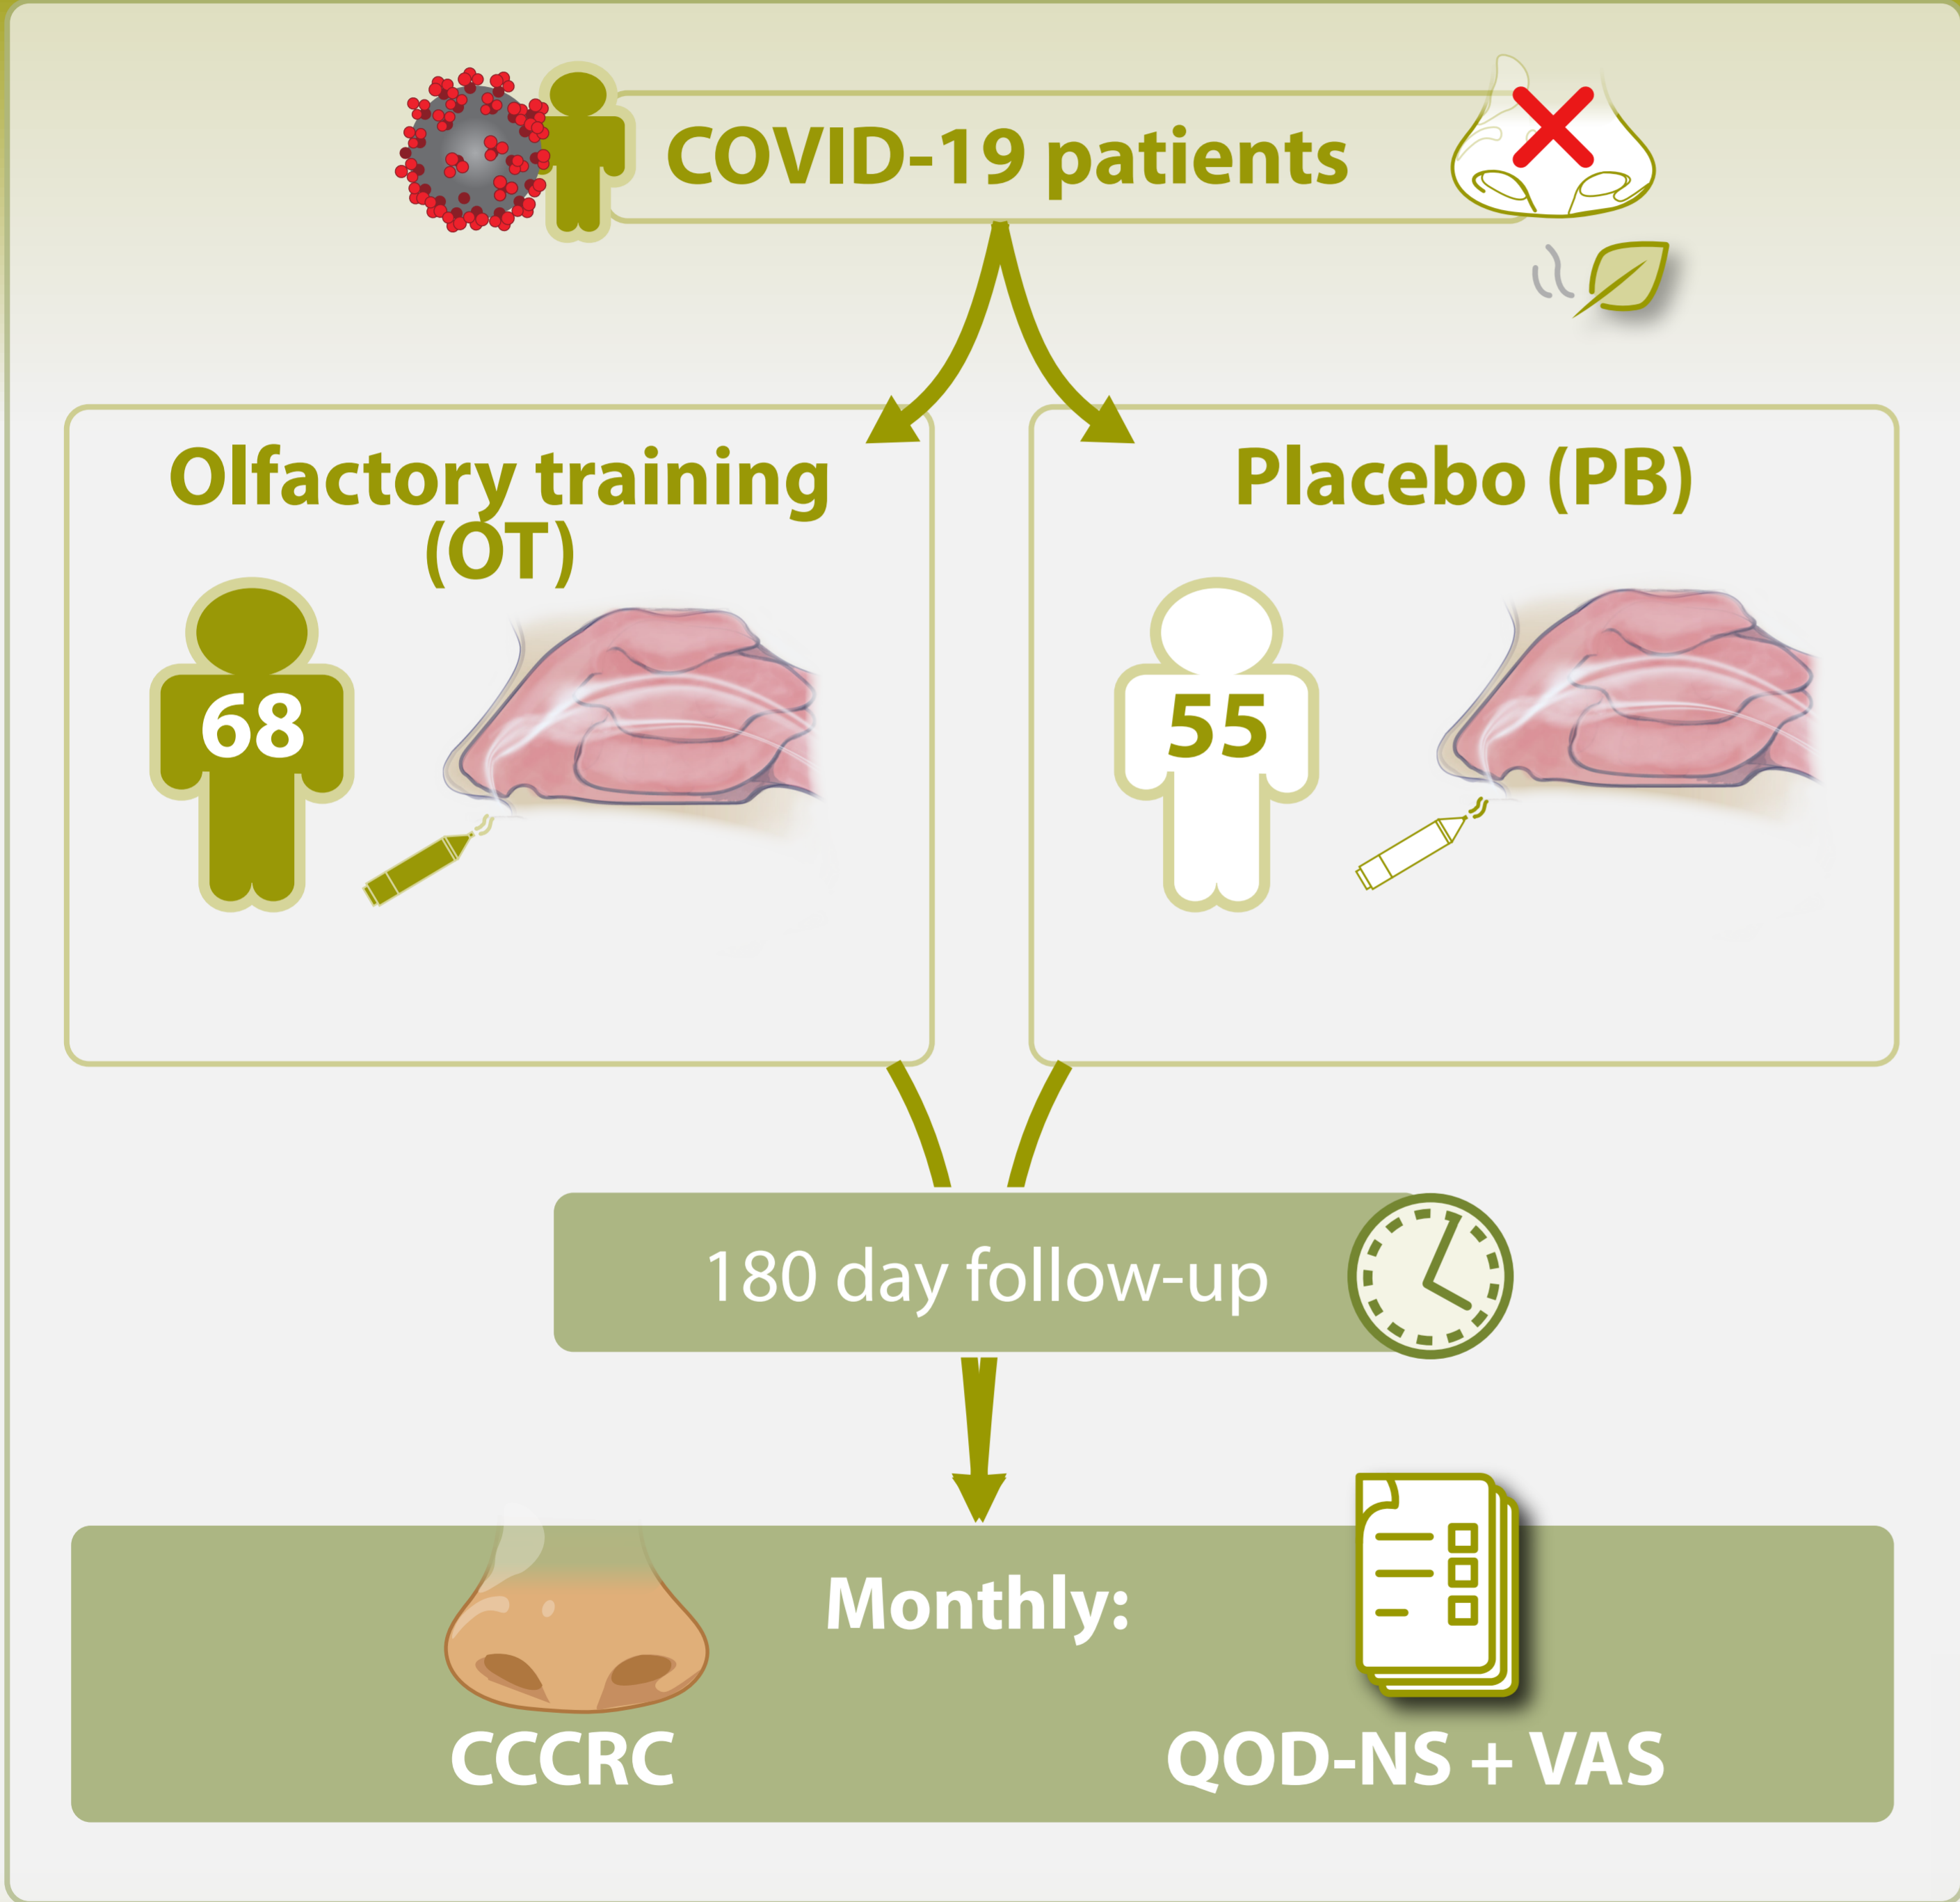 COVID-19 patients
Olfactory training
(OT)
68
Placebo (PB)
55
180 day follow-up
Monthly:
CCCRC
QOD-NS + VAS